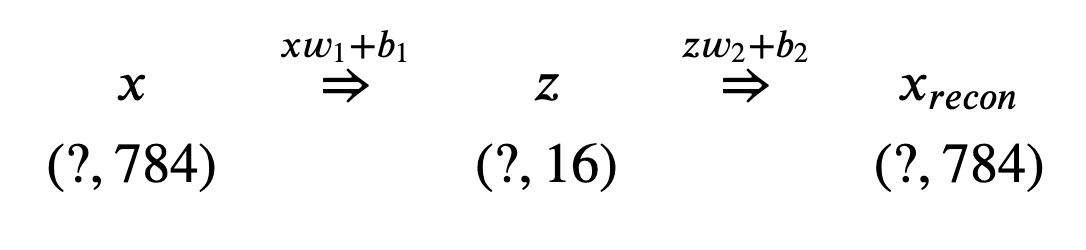 xw₁+b₁ zw₂+b₂
x ⇒ z ⇒ x_recon
(?, 784) (?, 16) (?, 784)